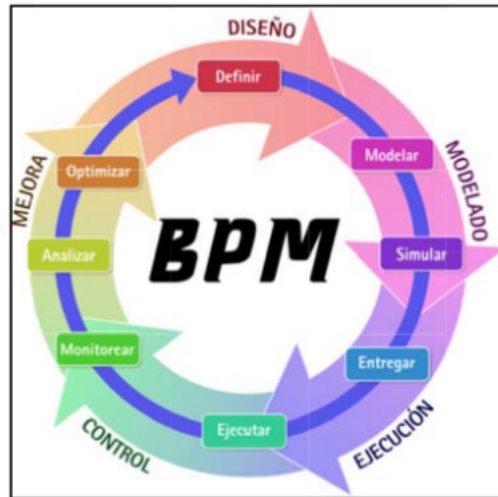 DISEÑO
Definir
Modelar
MODELADO
Simular
Entregar
EJECUCIÓN
Ejecutar
CONTROL
Monitorear
Analizar
MEJORA
Optimizar
BPM